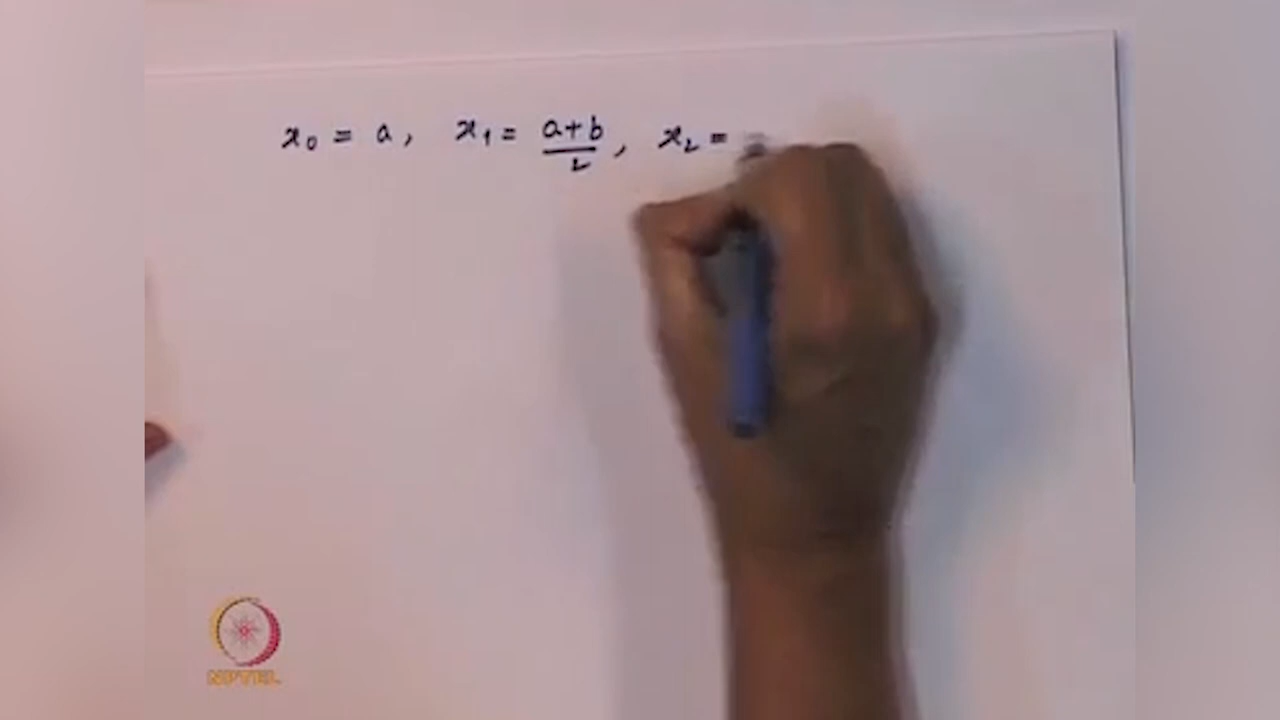 x₀ = a, x₁ = (a+b)/2, x₂ =
NPTEL